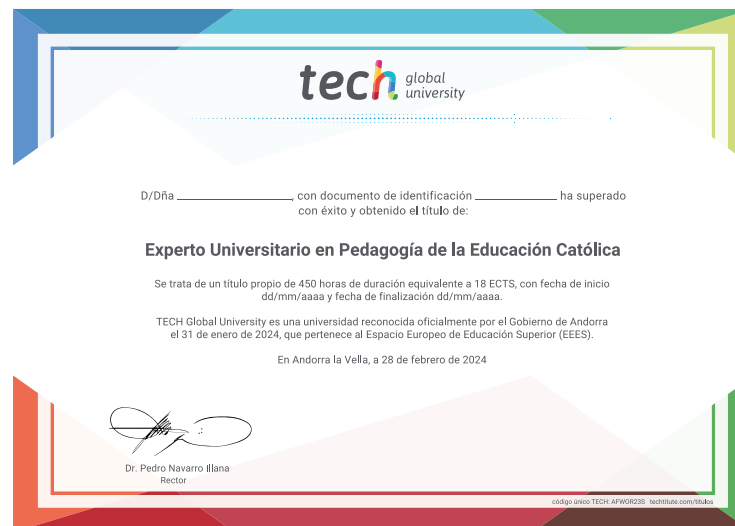 tech global university
D/Dña ____________________, con documento de identificación ______________ ha superado
con éxito y obtenido el título de:
Experto Universitario en Pedagogía de la Educación Católica
Se trata de un título propio de 450 horas de duración equivalente a 18 ECTS, con fecha de inicio
dd/mm/aaaa y fecha de finalización dd/mm/aaaa.
TECH Global University es una universidad reconocida oficialmente por el Gobierno de Andorra
el 31 de enero de 2024, que pertenece al Espacio Europeo de Educación Superior (EEES).
En Andorra la Vella, a 28 de febrero de 2024
Dr. Pedro Navarro Illana
Rector
código único TECH: AFWOR23S techtitute.com/titulos